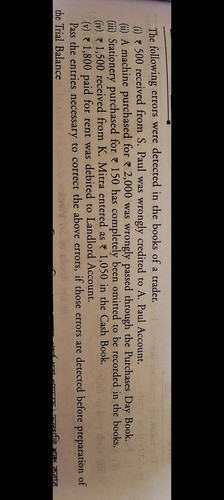 The following errors were detected in the books of a trader.
(i) ₹ 500 received from S. Paul was wrongly credited to A. Paul Account.
(ii) A machine purchased for ₹ 2,000 was wrongly passed through the Purchases Day Book.
(iii) Stationery purchased for ₹ 150 has completely been omitted to be recorded in the books.
(iv) ₹ 1,500 received from K. Mitra entered as ₹ 1,050 in the Cash Book.
(v) ₹ 1,800 paid for rent was debited to Landlord Account.
Pass the entries necessary to correct the above errors, if those errors are detected before preparation of
the Trial Balance